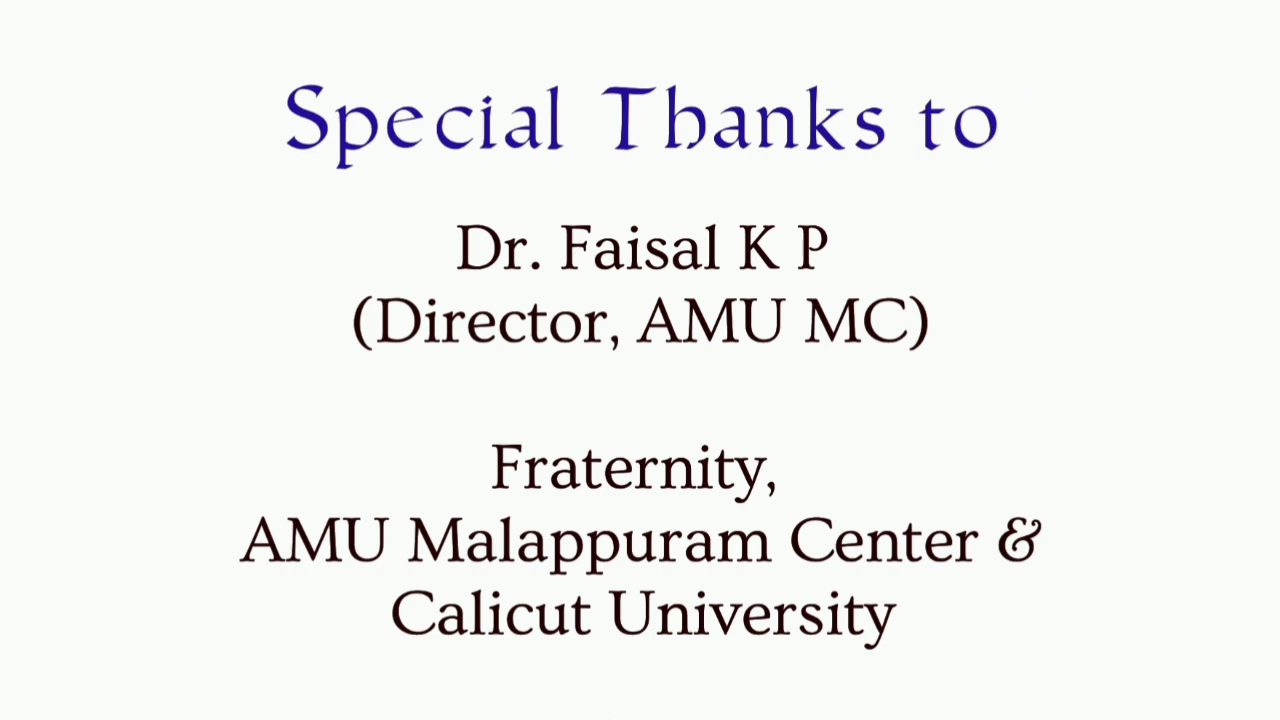 Special Thanks to
Dr. Faisal K P
(Director, AMU MC)
Fraternity,
AMU Malappuram Center &
Calicut University